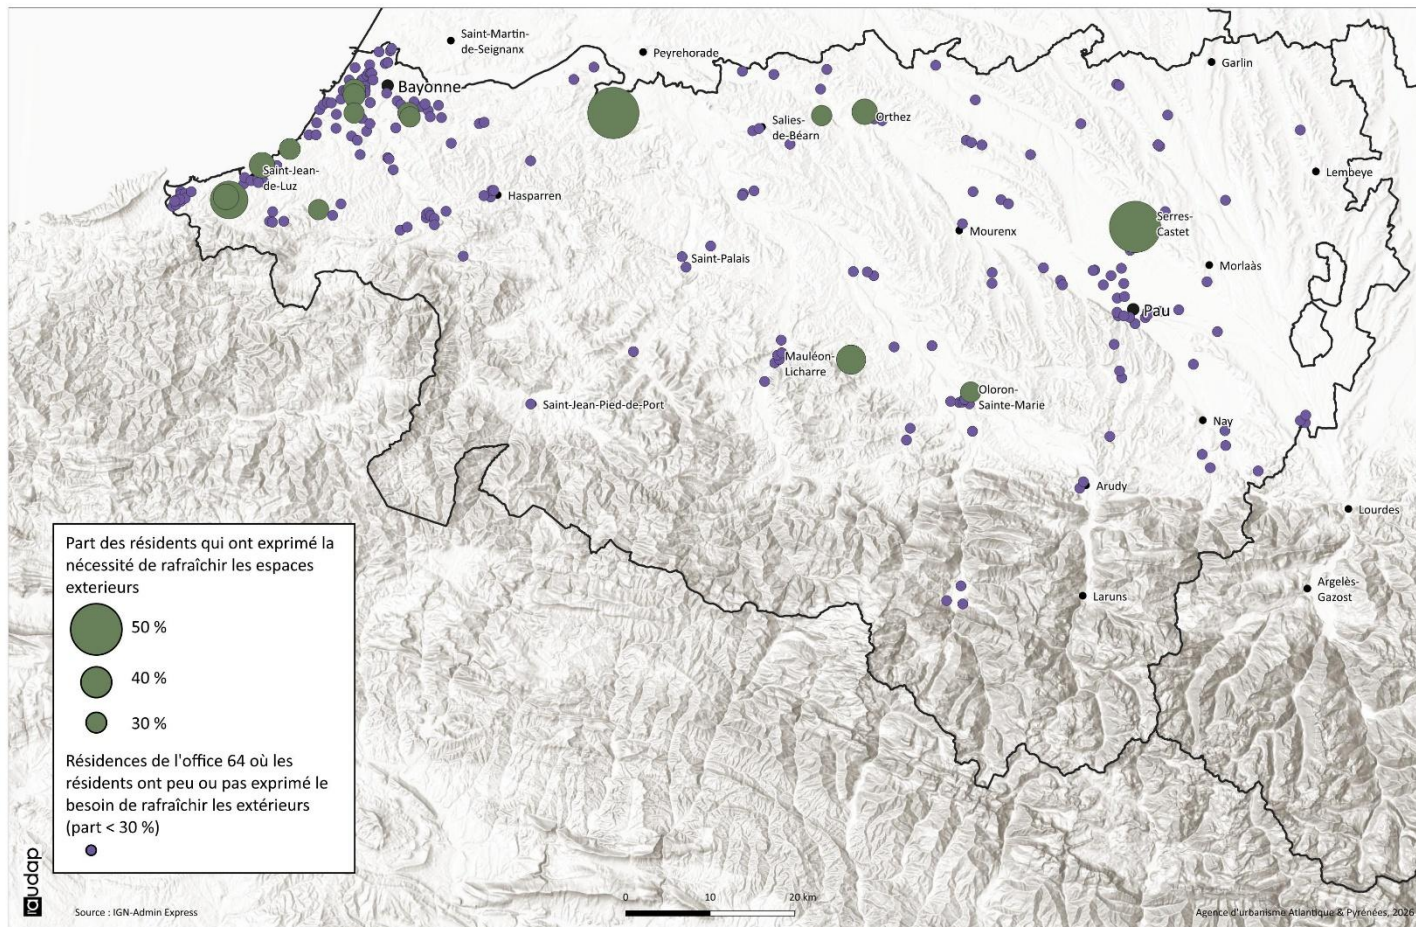 Saint-Martin-
de-Seignanx
Peyrehorade
Garlin
Bayonne
Salies-
de-Béarn
Orthez
Lembeye
Saint-Jean-
de-Luz
Hasparren
Serres-
Castet
Mourenx
Saint-Palais
Morlaàs
Pau
Mauléon-
Licharre
Oloron-
Sainte-Marie
Saint-Jean-Pied-de-Port
Nay
Arudy
Lourdes
Laruns
Argelès-
Gazost
Part des résidents qui ont exprimé la
nécessité de rafraîchir les espaces
exterieurs
50 %
40 %
30 %
Résidences de l'office 64 où les
résidents ont peu ou pas exprimé le
besoin de rafraîchir les extérieurs
(part < 30 %)
audap
Source : IGN-Admin Express
0 10 20 km
Agence d'urbanisme Atlantique & Pyrénées, 2026